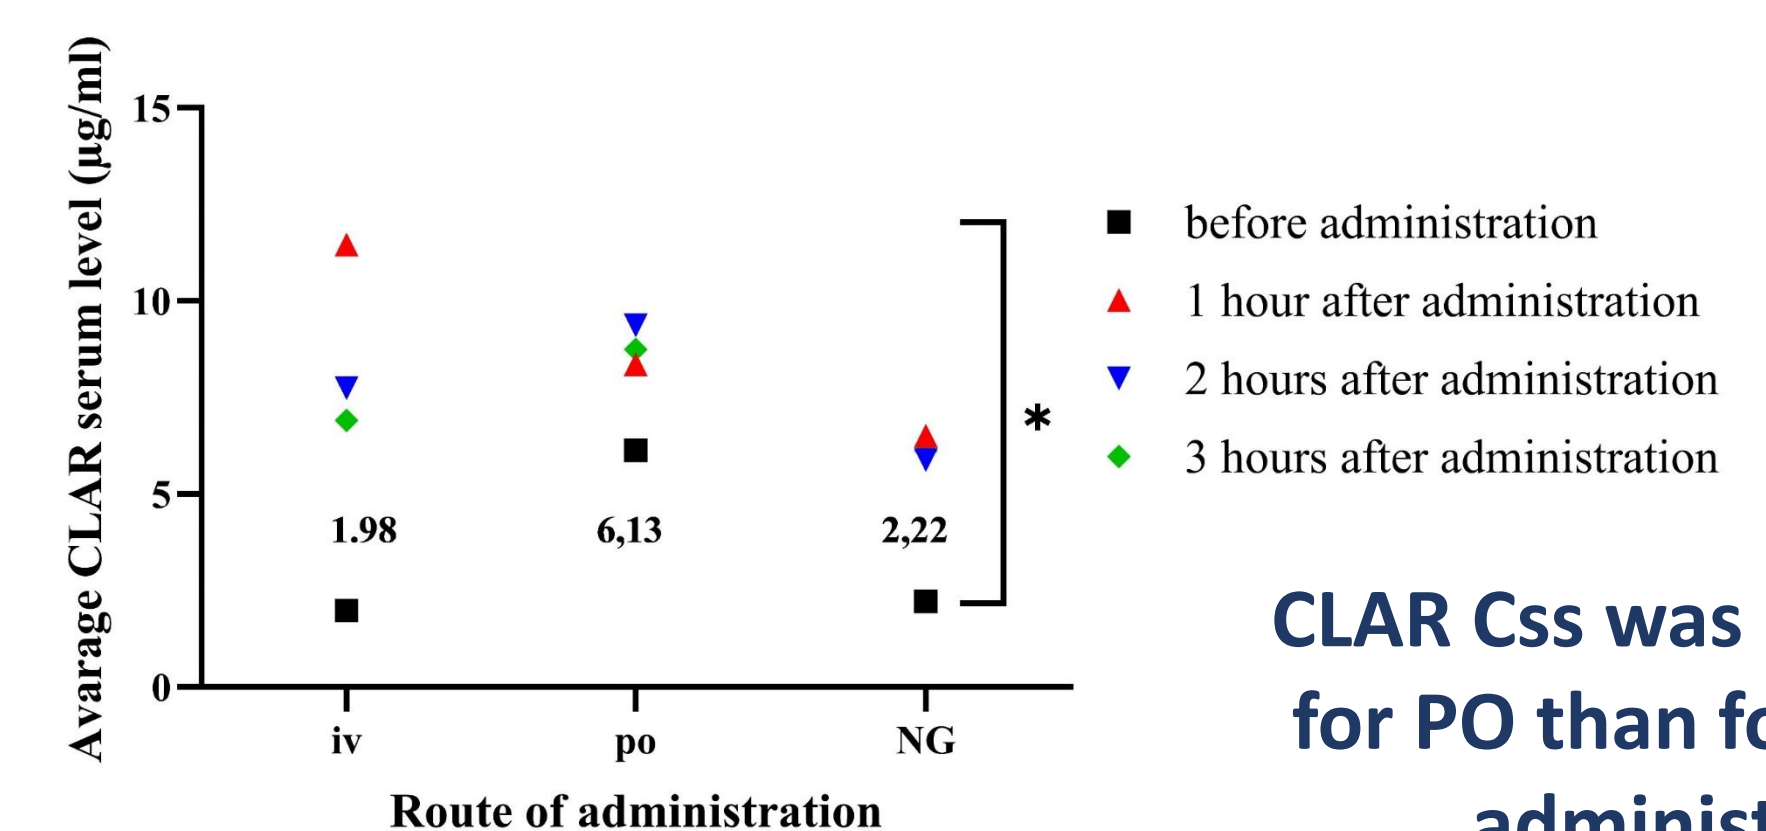 Avarage CLAR serum level (µg/ml)
15
10
5
0
1.98
6,13
2,22
*
iv
po
NG
Route of administration
before administration
1 hour after administration
2 hours after administration
3 hours after administration
CLAR Css was
for PO than